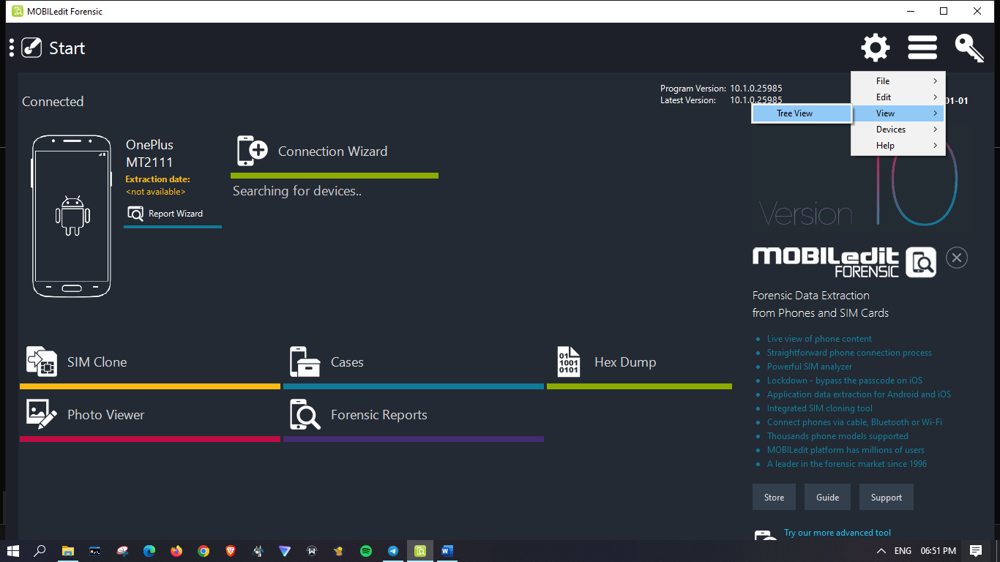 MOBILedit Forensic
Start
Connected
Program Version: 10.1.0.25985
Latest Version: 10.1.0.25985
01-01
File
Edit
View
Devices
Help
Tree View
OnePlus
MT2111
Extraction date:
<not available>
Report Wizard
Connection Wizard
Searching for devices..
Version 10
MOBILedit
FORENSIC
Forensic Data Extraction
from Phones and SIM Cards
Live view of phone content
Straightforward phone connection process
Powerful SIM analyzer
Lockdown - bypass the passcode on iOS
Application data extraction for Android and iOS
Integrated SIM cloning tool
Connect phones via cable, Bluetooth or Wi-Fi
Thousands phone models supported
MOBILedit platform has millions of users
A leader in the forensic market since 1996
SIM Clone
Cases
01
1001
0101
Hex Dump
Photo Viewer
Forensic Reports
Store
Guide
Support
Try our more advanced tool
ENG
06:51 PM